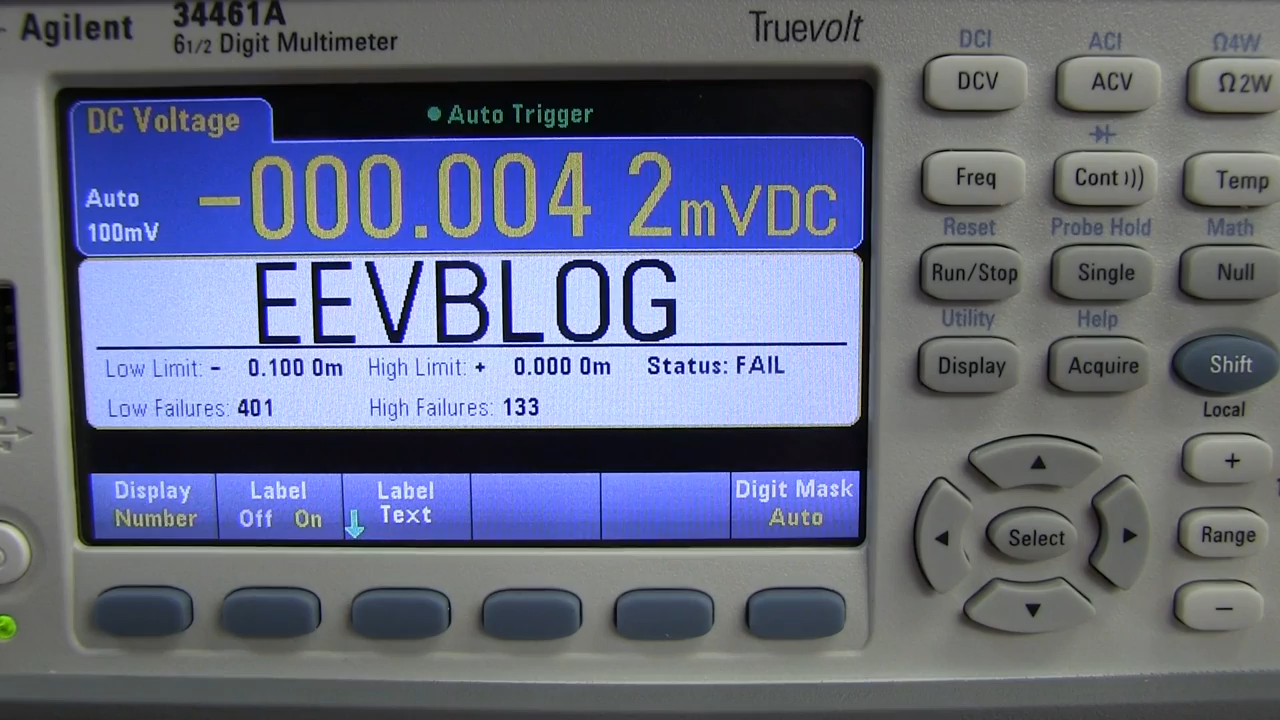 Agilent 34461A
6 1/2 Digit Multimeter
Truevolt
DC Voltage
Auto Trigger
Auto
100mV
-000.004 2mVDC
EEVBLOG
Low Limit: - 0.100 0m High Limit: + 0.000 0m Status: FAIL
Low Failures: 401 High Failures: 133
Display Number
Label Off On
Label Text
Digit Mask Auto
DCI ACI Ω4W
DCV ACV Ω2W
Freq Cont Temp
Reset Probe Hold Math
Run/Stop Single Null
Utility Help
Display Acquire Shift
Local
+
Select Range
−